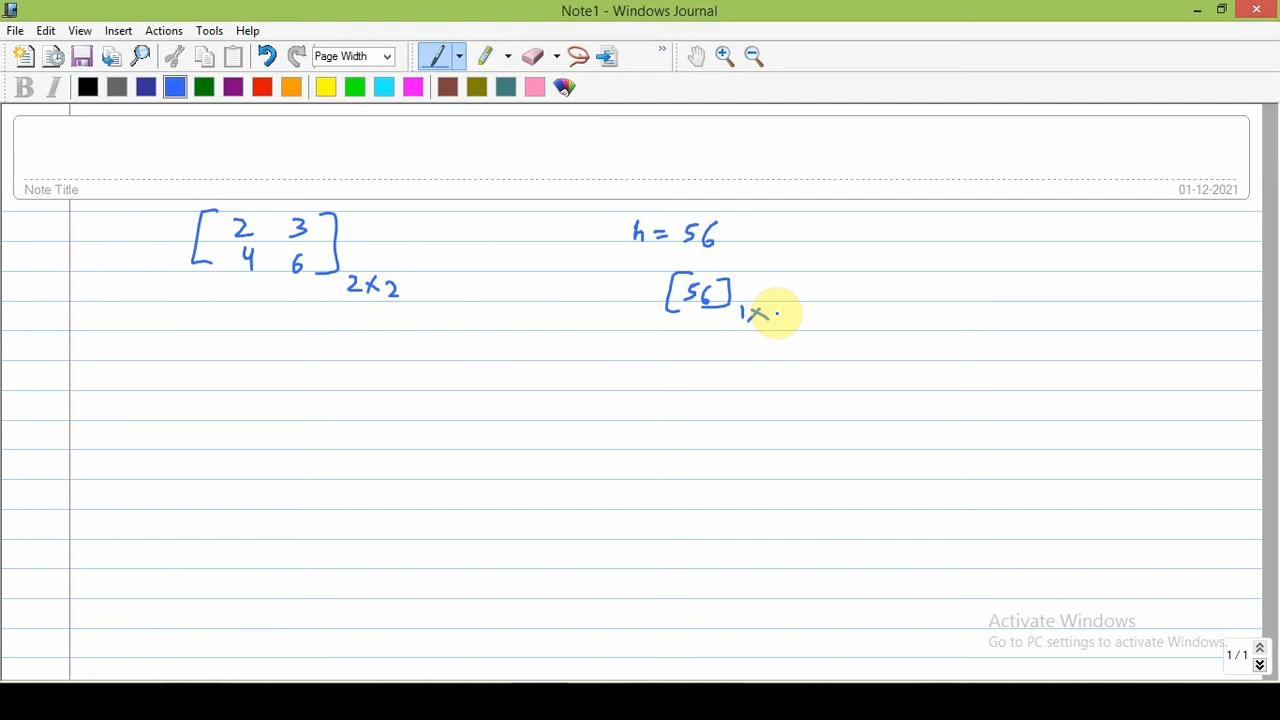 Note1 - Windows Journal
File Edit View Insert Actions Tools Help
Page Width
B I
Note Title
01-12-2021
[ 2 3
4 6 ] 2×2
h = 56
[56] 1×
Activate Windows
Go to PC settings to activate Windows.
1 / 1